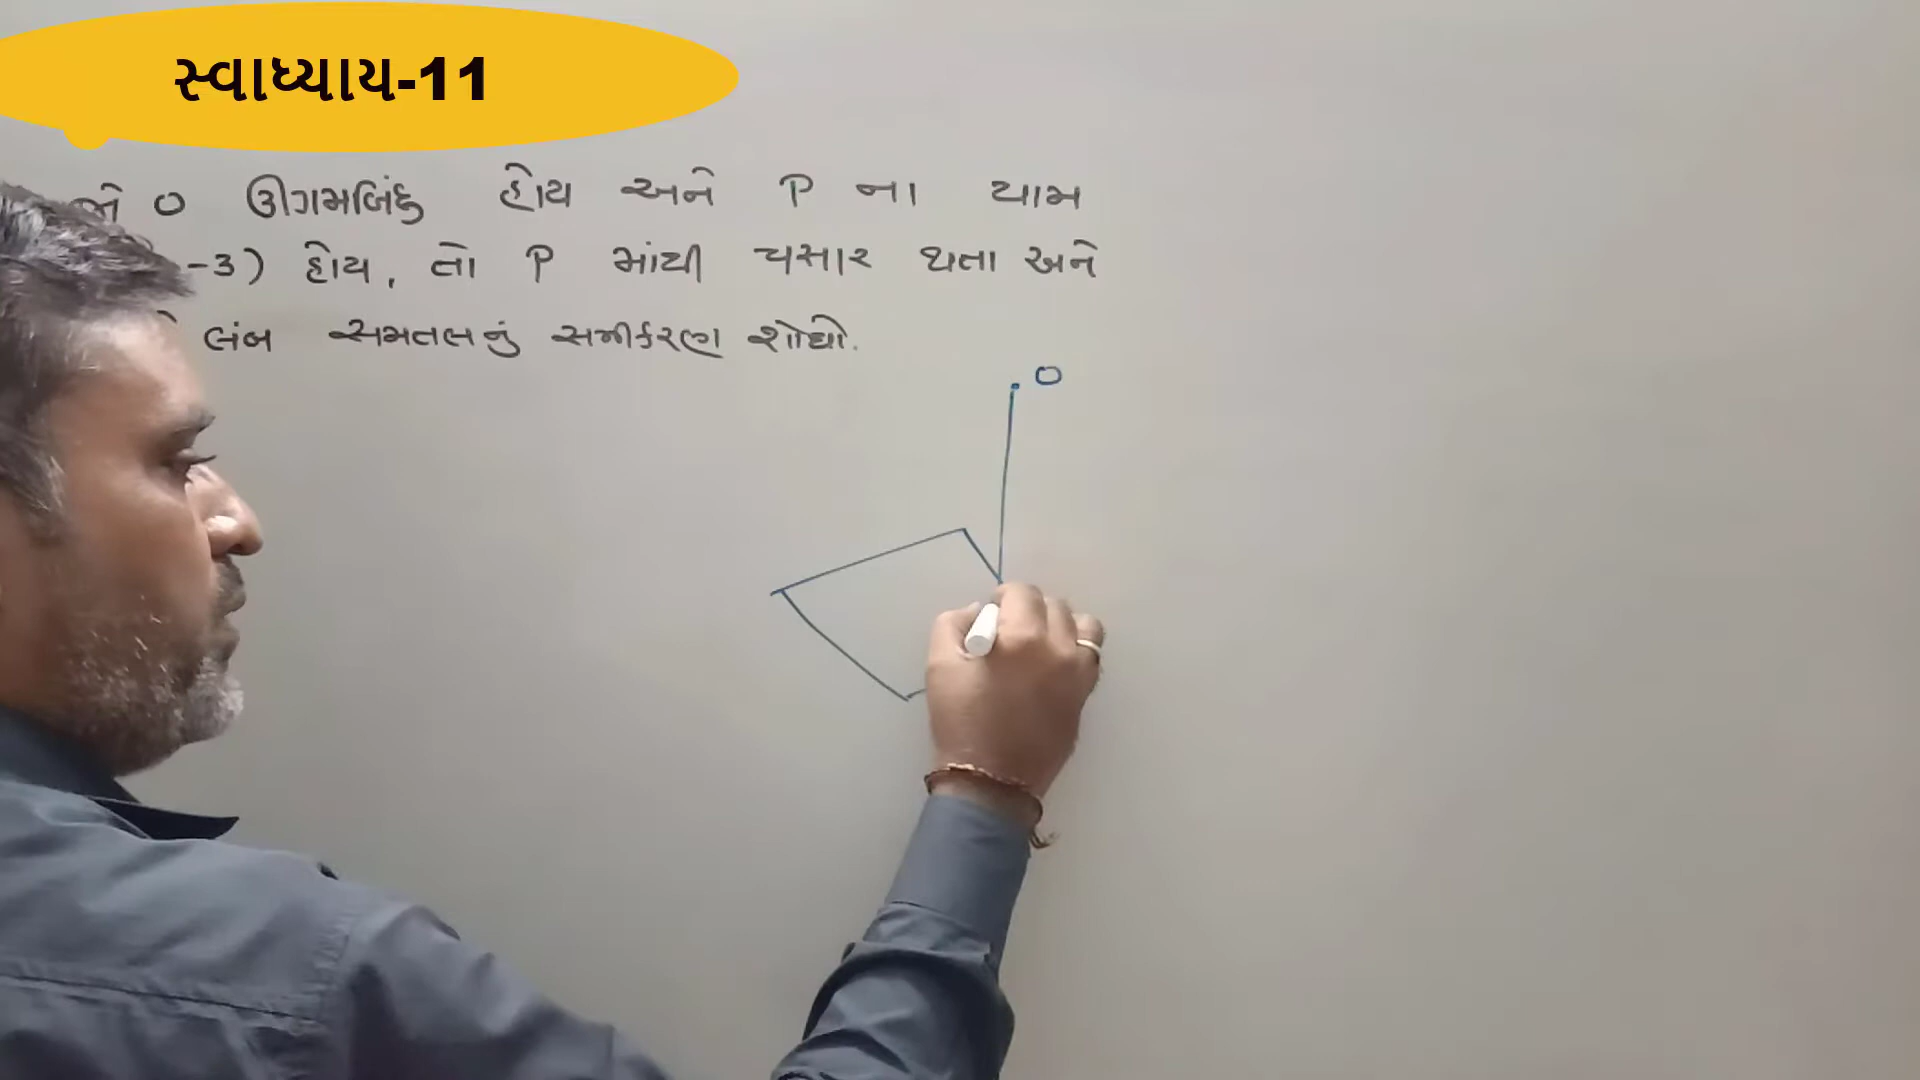 સ્વાધ્યાય-11
O ઊગમબિંદુ હોય અને P ના યામ
-3) હોય, તો P માંથી પસાર થતા અને
લંબ સમતલનું સમીકરણ શોધો.
O